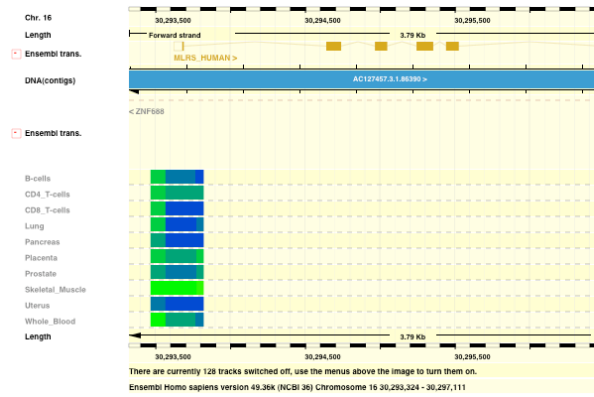 Chr. 16
30,293,500 30,294,500 30,295,500
Length Forward strand 3.79 Kb
Ensembl trans.
MLRS_HUMAN >
DNA(contigs) AC127457.3.1.86390 >
< ZNF688
Ensembl trans.
B-cells
CD4_T-cells
CD8_T-cells
Lung
Pancreas
Placenta
Prostate
Skeletal_Muscle
Uterus
Whole_Blood
Length 3.79 Kb
30,293,500 30,294,500 30,295,500
There are currently 128 tracks switched off, use the menus above the image to turn them on.
Ensembl Homo sapiens version 49.36k (NCBI 36) Chromosome 16 30,293,324 - 30,297,111